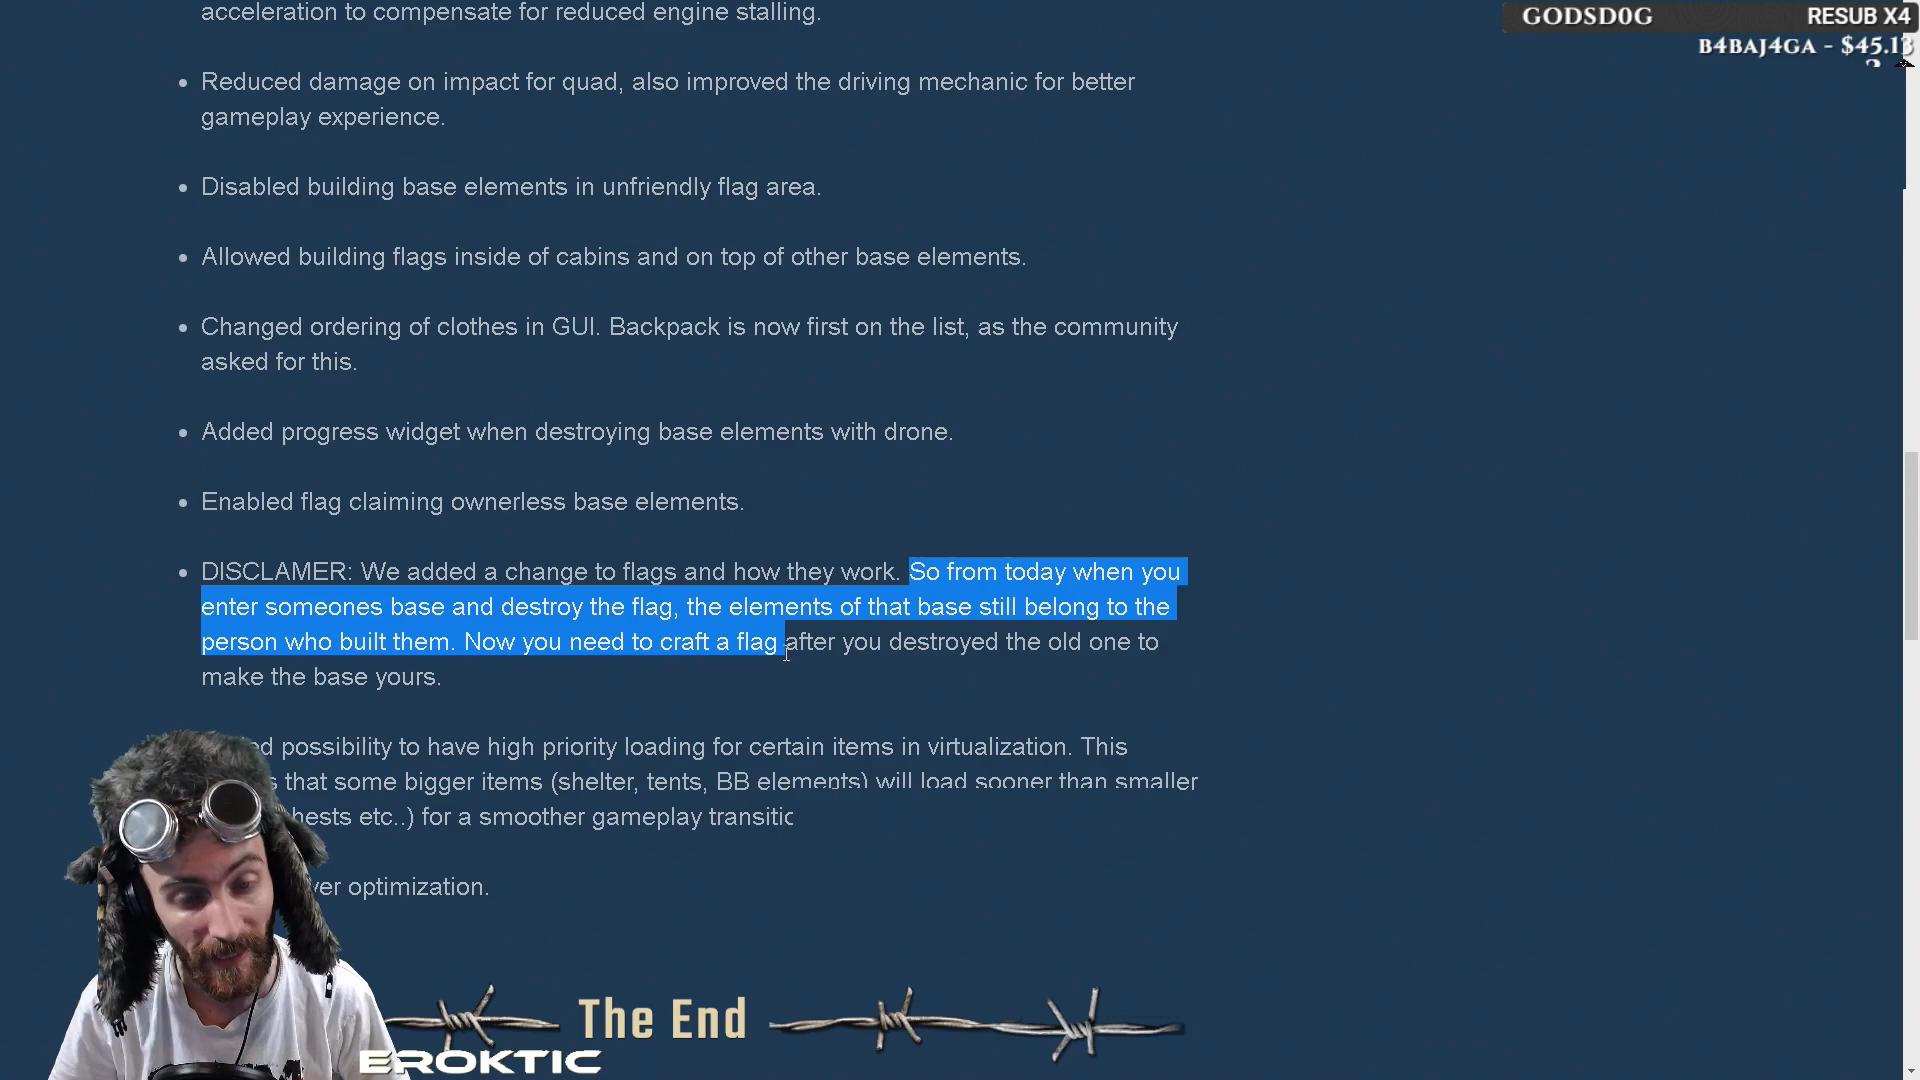 GODSD0G RESUB X4
B4BAJ4GA - $45.13
acceleration to compensate for reduced engine stalling.
Reduced damage on impact for quad, also improved the driving mechanic for better
gameplay experience.
Disabled building base elements in unfriendly flag area.
Allowed building flags inside of cabins and on top of other base elements.
Changed ordering of clothes in GUI. Backpack is now first on the list, as the community
asked for this.
Added progress widget when destroying base elements with drone.
Enabled flag claiming ownerless base elements.
DISCLAMER: We added a change to flags and how they work. So from today when you
enter someones base and destroy the flag, the elements of that base still belong to the
person who built them. Now you need to craft a flag after you destroyed the old one to
make the base yours.
possibility to have high priority loading for certain items in virtualization. This
that some bigger items (shelter, tents, BB elements) will load sooner than smaller
etc..) for a smoother gameplay
optimization.
The End
EROKTIC